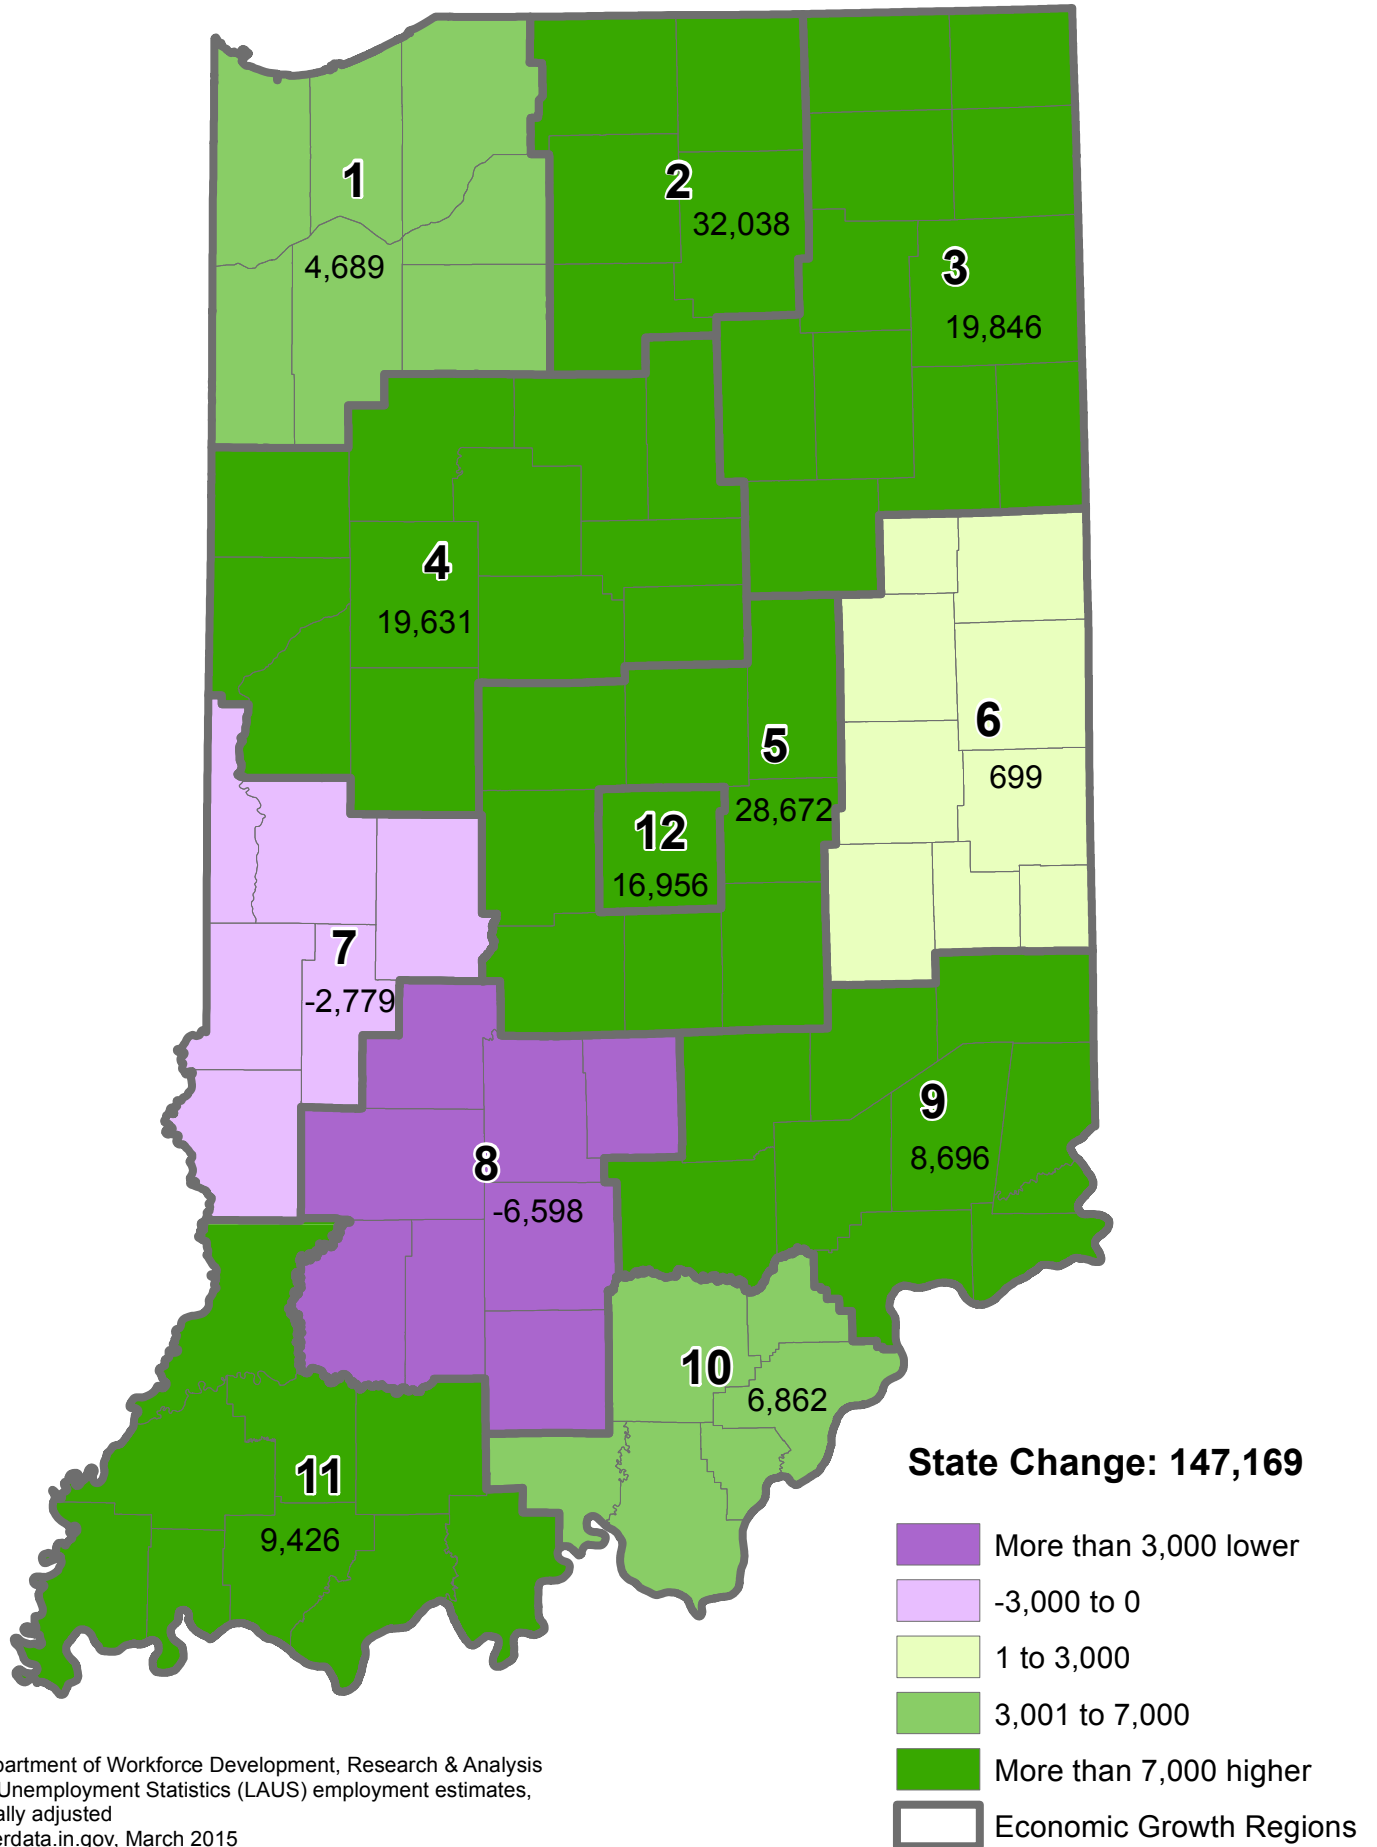 1
4,689
2
32,038
3
19,846
4
19,631
5
28,672
6
699
12
16,956
7
-2,779
8
-6,598
9
8,696
10
6,862
11
9,426
State Change: 147,169
More than 3,000 lower
-3,000 to 0
1 to 3,000
3,001 to 7,000
More than 7,000 higher
Economic Growth Regions
of Workforce Development, Research & Analysis
Unemployment Statistics (LAUS) employment estimates,
adjusted
March 2015